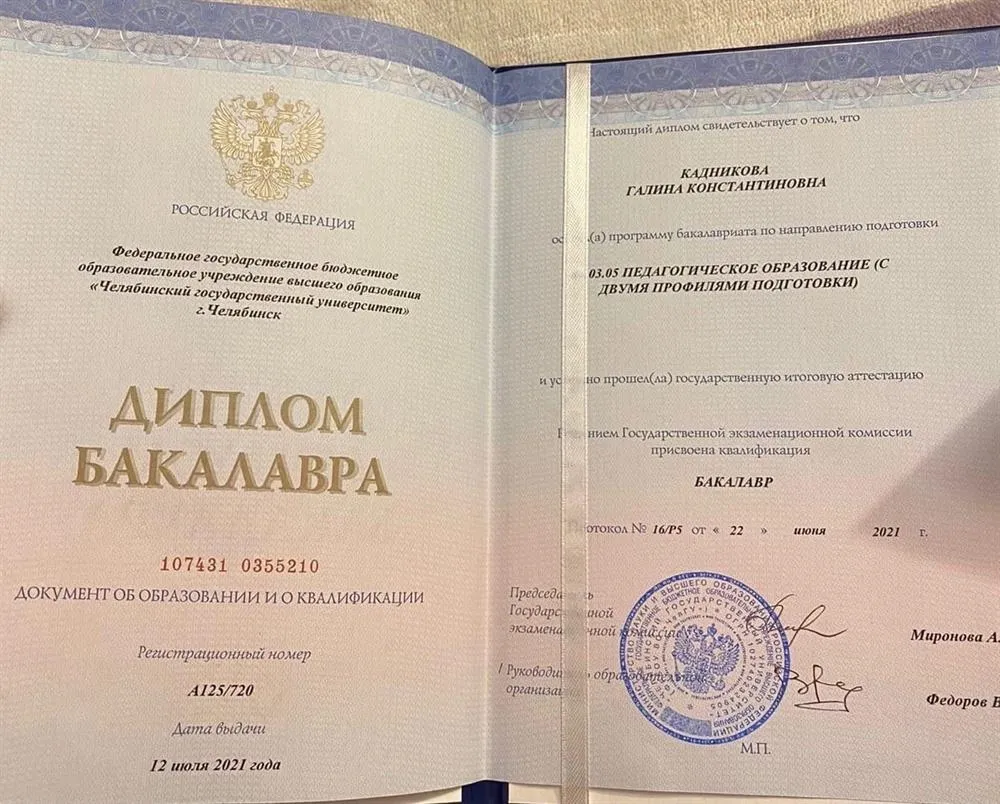 РОССИЙСКАЯ ФЕДЕРАЦИЯ
Федеральное государственное бюджетное
образовательное учреждение высшего образования
«Челябинский государственный университет»
г.Челябинск
ДИПЛОМ
БАКАЛАВРА
107431 0355210
ДОКУМЕНТ ОБ ОБРАЗОВАНИИ И О КВАЛИФИКАЦИИ
Регистрационный номер
А125/720
Дата выдачи
12 июля 2021 года
Настоящий диплом свидетельствует о том, что
КАДНИКОВА
ГАЛИНА КОНСТАНТИНОВНА
(а) программу бакалавриата по направлению подготовки
03.05 ПЕДАГОГИЧЕСКОЕ ОБРАЗОВАНИЕ (С
ДВУМЯ ПРОФИЛЯМИ ПОДГОТОВКИ)
и прошел(ла) государственную итоговую аттестацию
Государственной экзаменационной комиссии
присвоена квалификация
БАКАЛАВР
Протокол № 16/Р5 от « 22 » июня 2021 г.
Миронова А.
Федоров В
М.П.